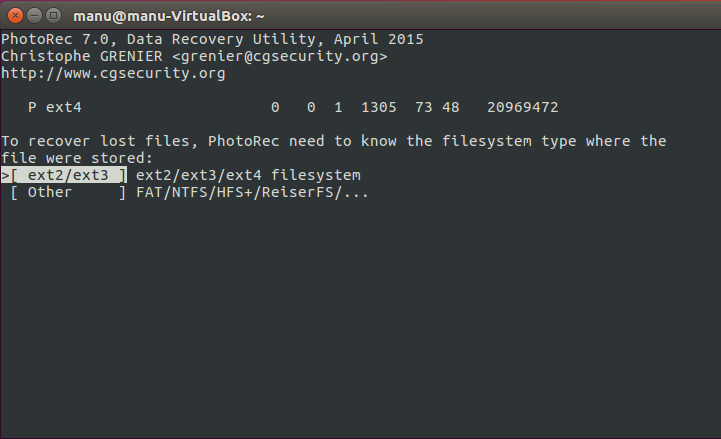 manu@manu-VirtualBox: ~
PhotoRec 7.0, Data Recovery Utility, April 2015
Christophe GRENIER <grenier@cgsecurity.org>
http://www.cgsecurity.org
P ext4 0 0 1 1305 73 48 20969472
To recover lost files, PhotoRec need to know the filesystem type where the
file were stored:
>[ ext2/ext3 ] ext2/ext3/ext4 filesystem
[ Other ] FAT/NTFS/HFS+/ReiserFS/...